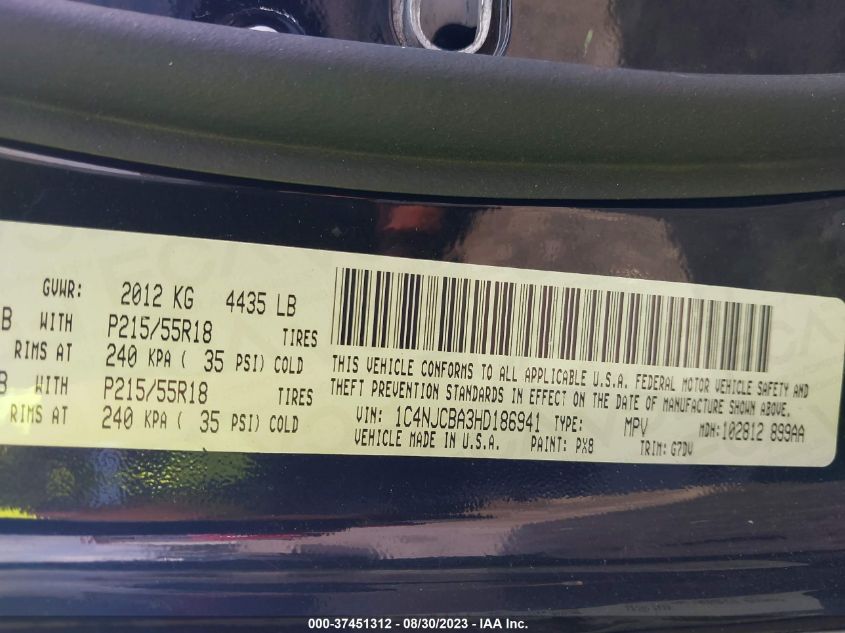 GVWR: 2012 KG 4435 LB
B WITH P215/55R18 TIRES
RIMS AT 240 KPA ( 35 PSI) COLD
B WITH P215/55R18 TIRES
RIMS AT 240 KPA ( 35 PSI) COLD
THIS VEHICLE CONFORMS TO ALL APPLICABLE U.S.A. FEDERAL MOTOR VEHICLE SAFETY AND
THEFT PREVENTION STANDARDS IN EFFECT ON THE DATE OF MANUFACTURE SHOWN ABOVE.
VIN: 1C4NJCBA3HD186941 TYPE: MPV MDH:102812 899AA
VEHICLE MADE IN U.S.A. PAINT: PX8 TRIM: G7DV
000-37451312 - 08/30/2023 - IAA Inc.